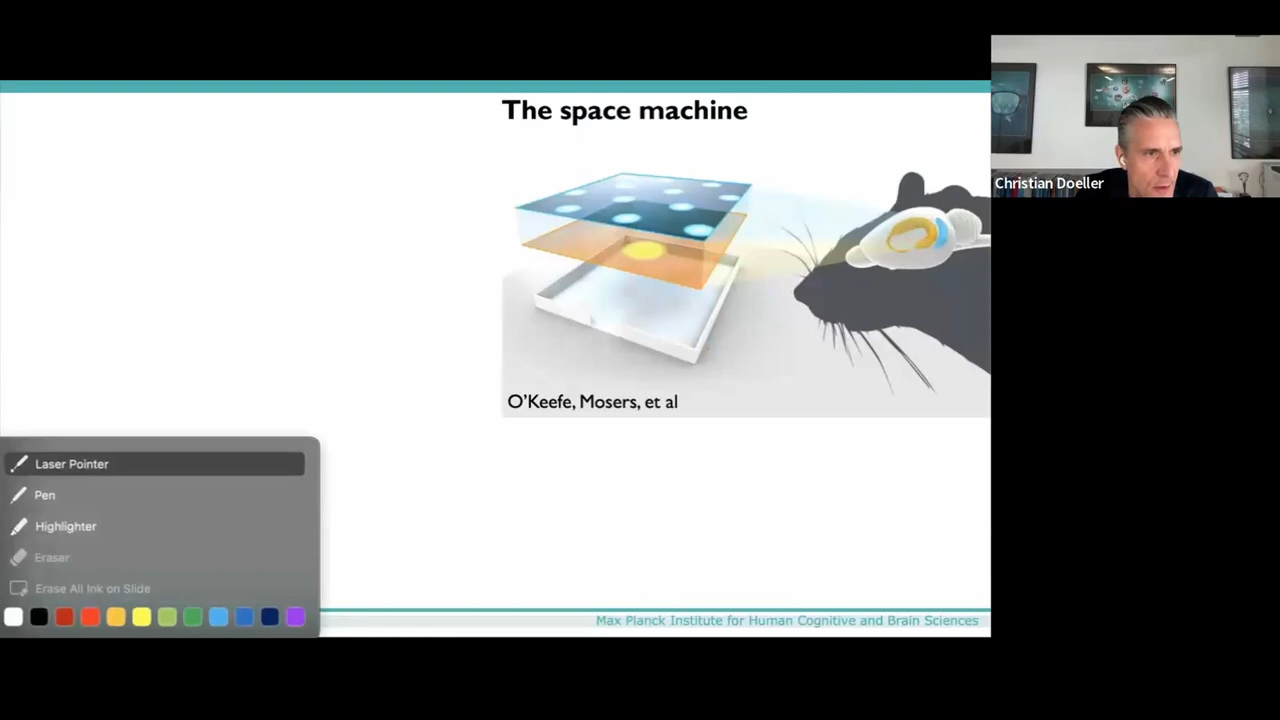 The space machine
Christian Doeller
O'Keefe, Mosers, et al
Laser Pointer
Pen
Highlighter
Eraser
Erase All Ink on Slide
Max Planck Institute for Human Cognitive and Brain Sciences